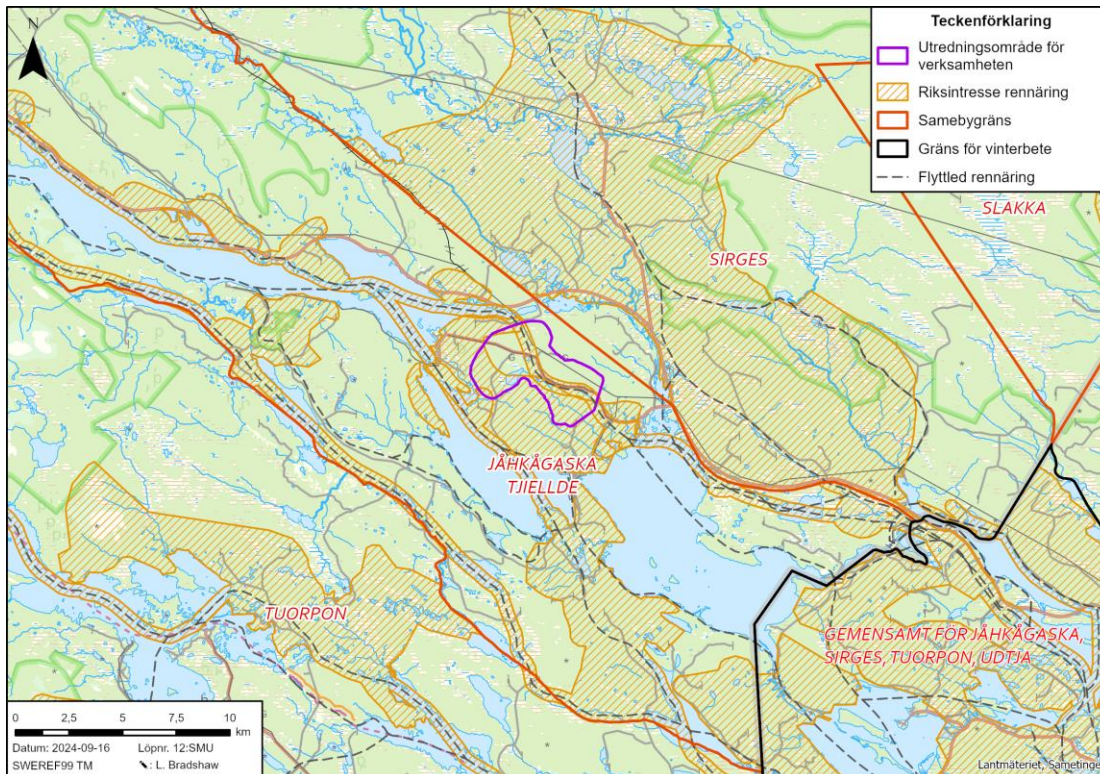 N
Teckenförklaring
Utredningsområde för
verksamheten
Riksintresse rennäring
Samebygräns
Gräns för vinterbete
Flyttled rennäring
SLAKKA
SIRGES
JÅHKÅGASKA
TJIELLDE
TUORPON
GEMENSAMT FÖR JÅHKÅGASKA,
SIRGES, TUORPON, UDTJA
0 2,5 5 7,5 10
km
Datum: 2024-09-16 Löpnr. 12:SMU
SWEREF99 TM : L. Bradshaw
Lantmäteriet, Sametinge